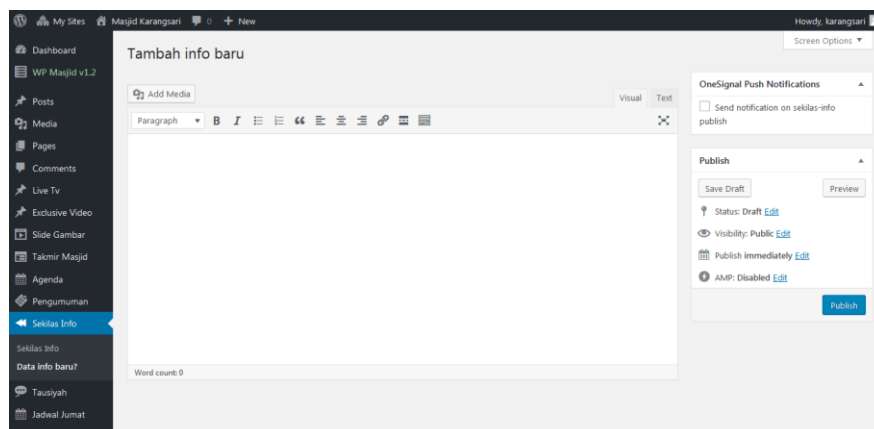 My Sites Masjid Karangsari 0 + New Howdy, karangsari
Screen Options ▼
Dashboard
WP Masjid v1.2
Posts
Media
Pages
Comments
Live Tv
Exclusive Video
Slide Gambar
Takmir Masjid
Agenda
Pengumuman
Sekilas Info
Sekilas Info
Data info baru?
Tausiyah
Jadwal Jumat
Tambah info baru
Add Media
Visual Text
Paragraph ▼ B I
Word count: 0
OneSignal Push Notifications
Send notification on sekilas-info
publish
Publish
Save Draft Preview
Status: Draft Edit
Visibility: Public Edit
Publish immediately Edit
AMP: Disabled Edit
Publish